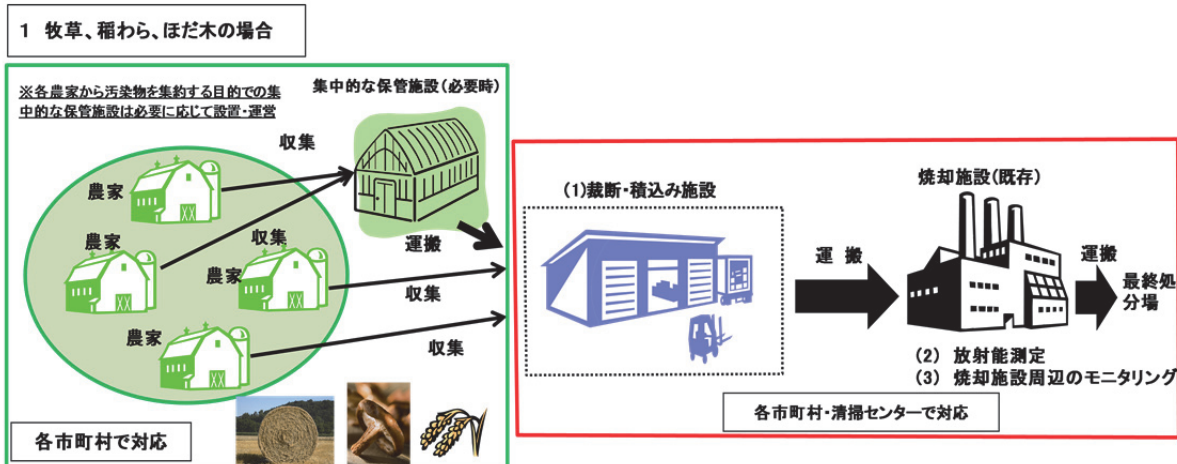 1 牧草、稲わら、ほだ木の場合
※各農家から汚染物を集約する目的での集
中的な保管施設は必要に応じて設置・運営
集中的な保管施設（必要時）
収集
農家
農家
収集
農家
農家
運搬
収集
収集
各市町村で対応
(1)裁断・積込み施設
運 搬
焼却施設(既存)
運搬
最終処
分場
(2) 放射能測定
(3) 焼却施設周辺のモニタリング
各市町村・清掃センターで対応